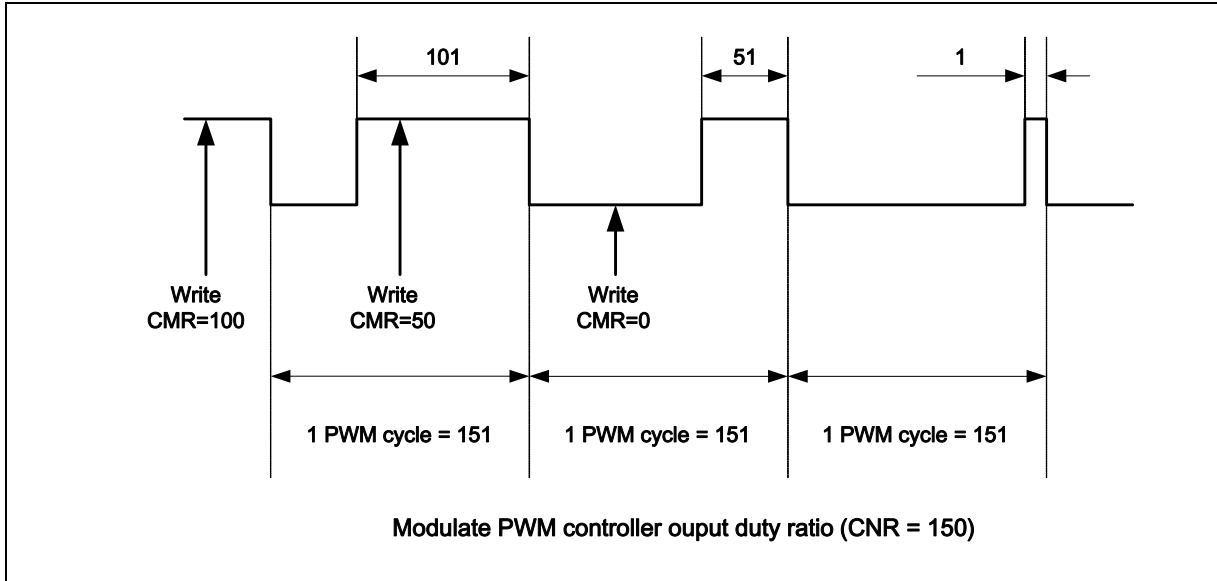 101
51
1
Write
CMR=100
Write
CMR=50
Write
CMR=0
1 PWM cycle = 151
1 PWM cycle = 151
1 PWM cycle = 151
Modulate PWM controller ouput duty ratio (CNR = 150)